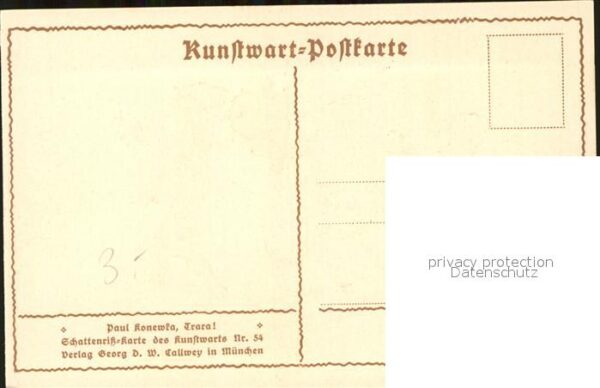 Kunstwart-Postkarte
privacy protection
Datenschutz
3.-
Paul Konewka, Trara!
Schattenriß-Karte des Kunstwarts Nr. 54
Verlag Georg D. W. Callwey in München